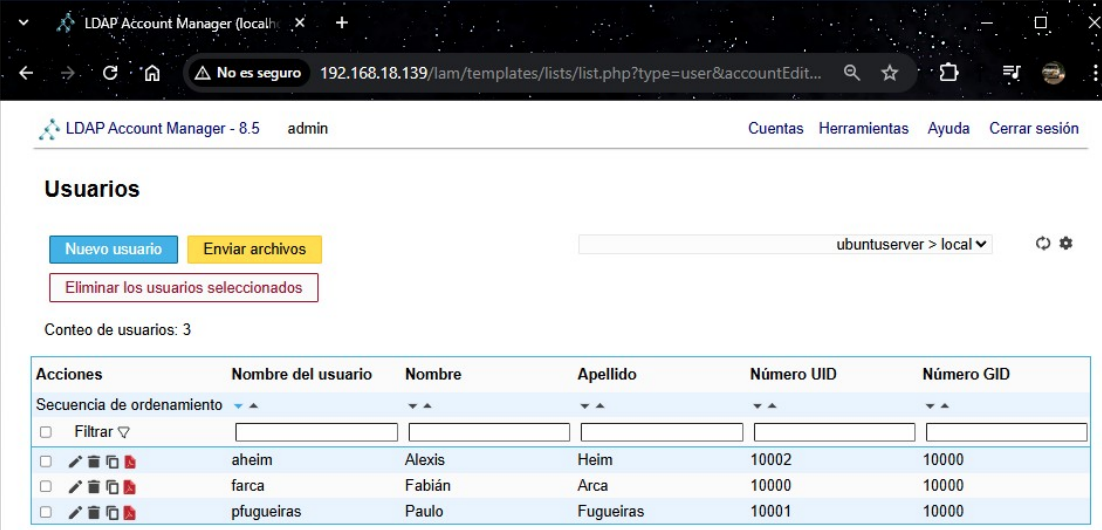 LDAP Account Manager (localh
No es seguro 192.168.18.139/lam/templates/lists/list.php?type=user&accountEdit...
LDAP Account Manager - 8.5 admin Cuentas Herramientas Ayuda Cerrar sesión
Usuarios
Nuevo usuario Enviar archivos ubuntuserver > local
Eliminar los usuarios seleccionados
Conteo de usuarios: 3
Acciones Nombre del usuario Nombre Apellido Número UID Número GID
Secuencia de ordenamiento
Filtrar
aheim Alexis Heim 10002 10000
farca Fabián Arca 10000 10000
pfugueiras Paulo Fugueiras 10001 10000